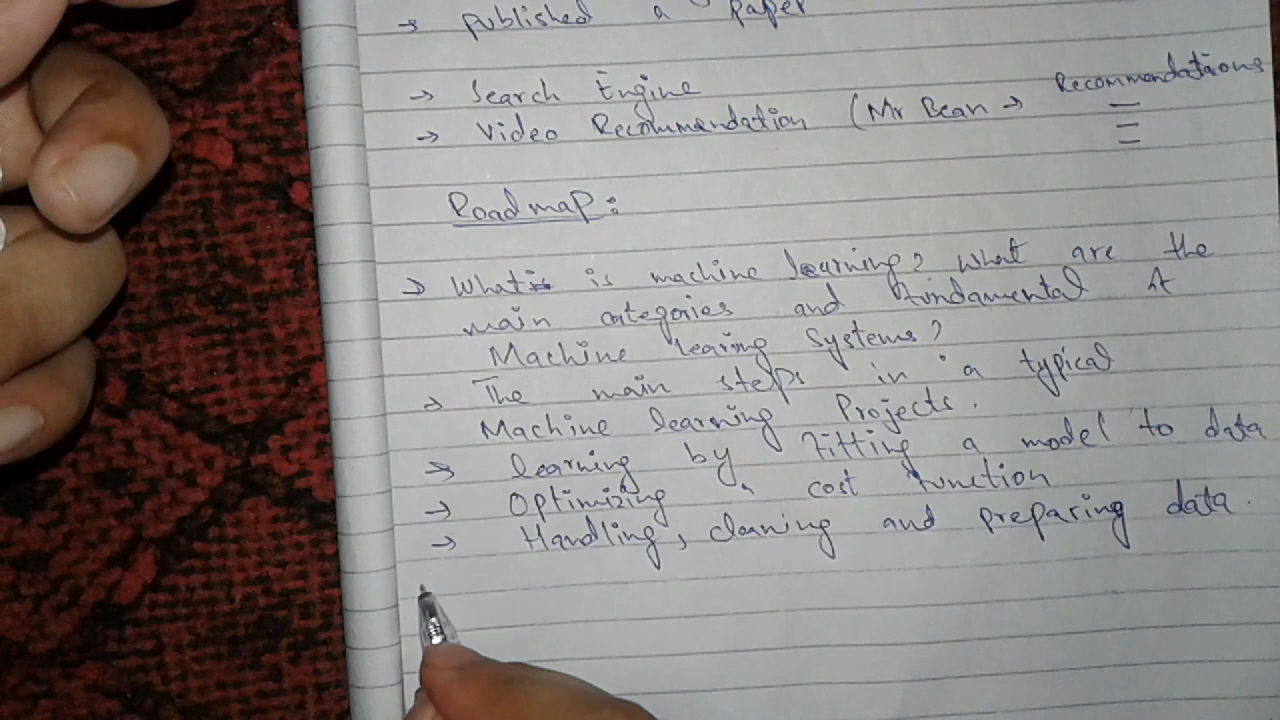 → published a paper
→ Search Engine
→ Video Recommendation (Mr Bean → Recommendations
Roadmap:
→ What is machine learning? What are the
main categories and fundamental of
Machine learing Systems?
→ The main steps in a typical
Machine learning Projects.
→ learning by Fitting a model to data
→ Optimizing a cost function
→ Handling, cleaning and preparing data.